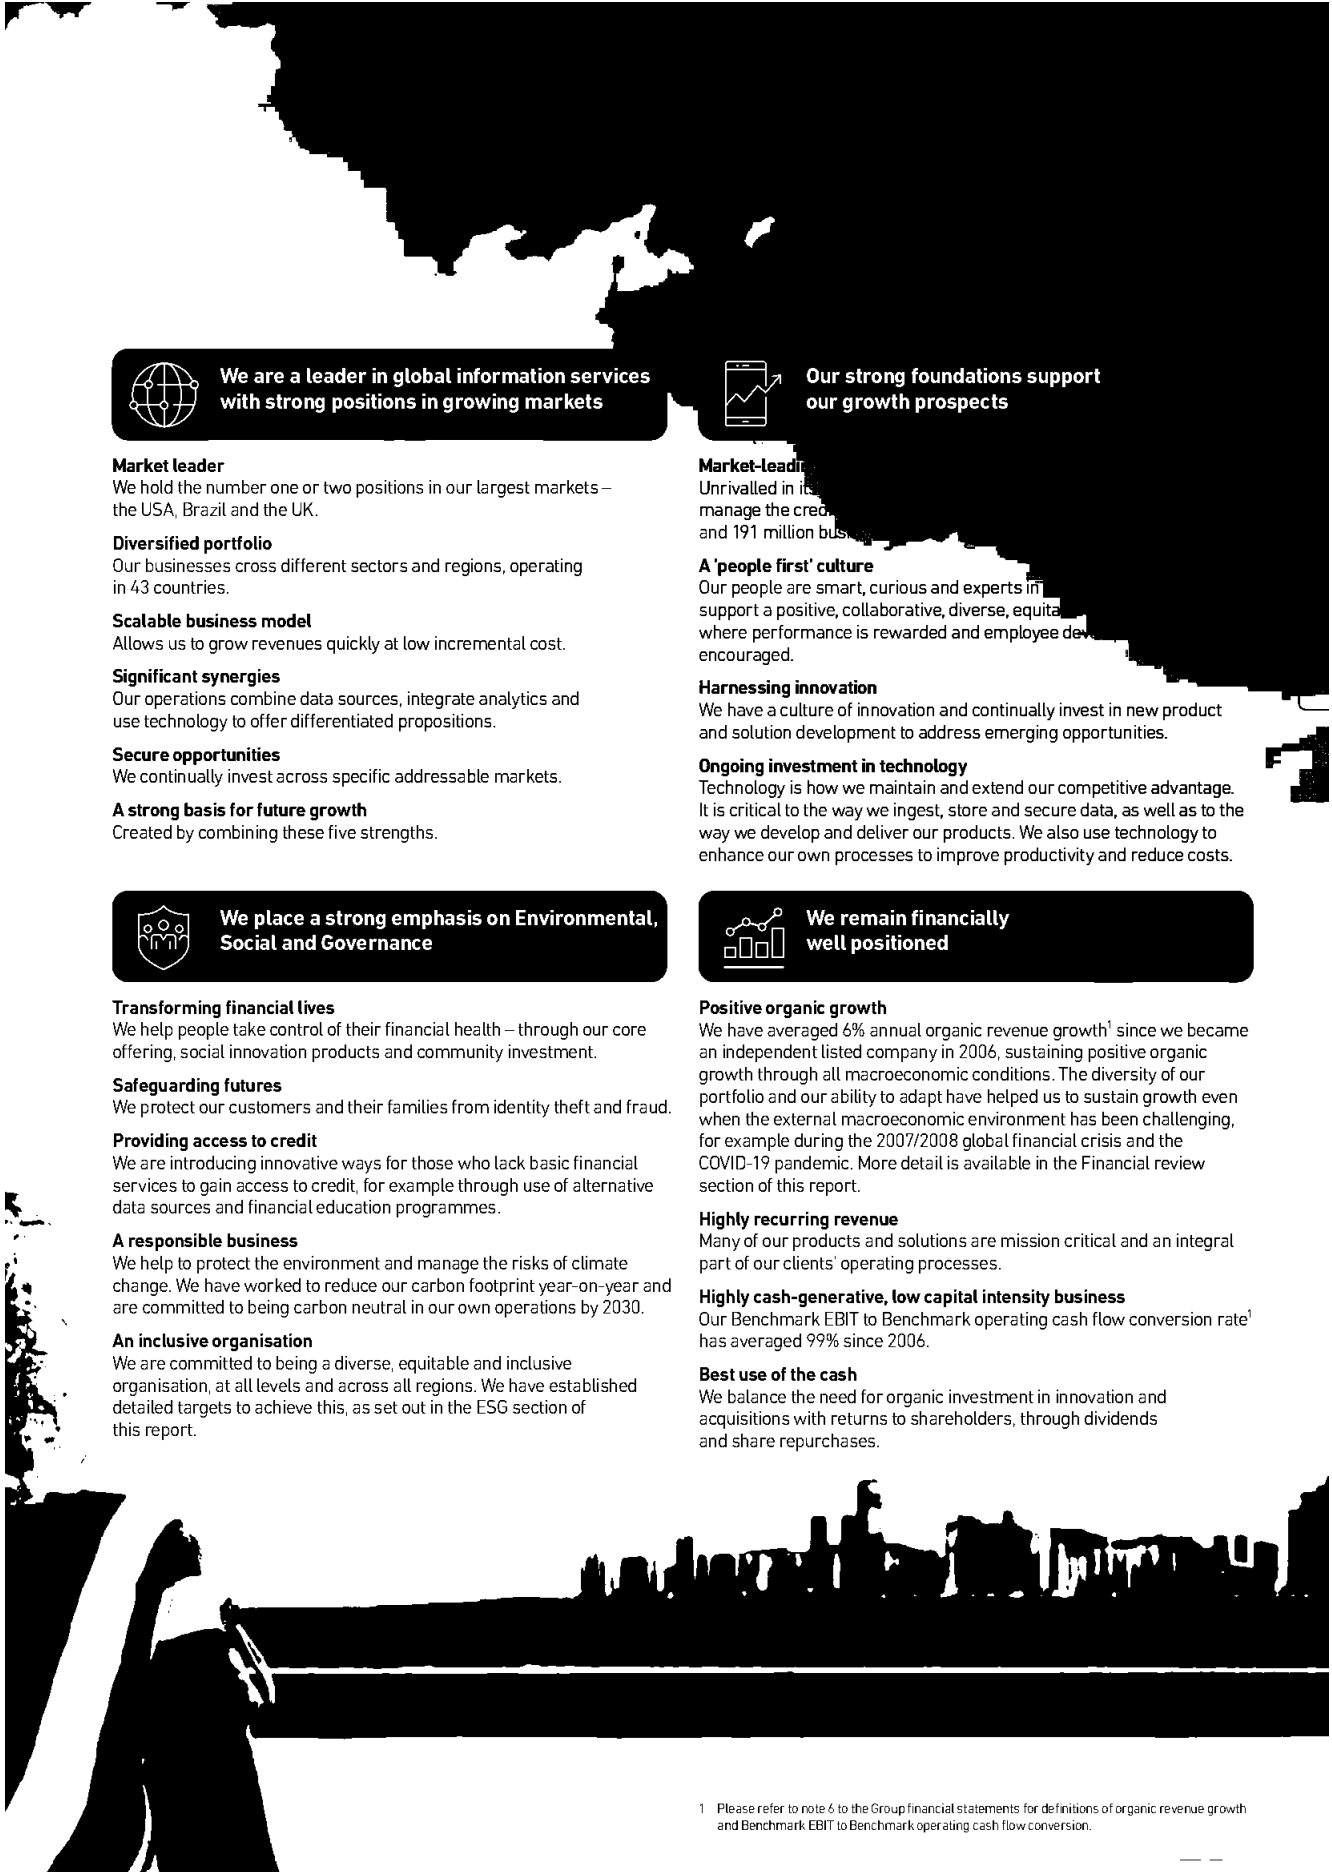 We are a leader in global information services
with strong positions in growing markets
Market leader
We hold the number one or two positions in our largest markets –
the USA, Brazil and the UK.
Diversified portfolio
Our businesses cross different sectors and regions, operating
in 43 countries.
Scalable business model
Allows us to grow revenues quickly at low incremental cost.
Significant synergies
Our operations combine data sources, integrate analytics and
use technology to offer differentiated propositions.
Secure opportunities
We continually invest across specific addressable markets.
A strong basis for future growth
Created by combining these five strengths.
Our strong foundations support
our growth prospects
Unrivalled in
manage the
and 191 million
A 'people first' culture
Our people are smart, curious and experts in
support a positive, collaborative, diverse,
where performance is rewarded and employee
encouraged.
Harnessing innovation
We have a culture of innovation and continually invest in new product
and solution development to address emerging opportunities.
Ongoing investment in technology
Technology is how we maintain and extend our competitive advantage.
It is critical to the way we ingest, store and secure data, as well as to the
way we develop and deliver our products. We also use technology to
enhance our own processes to improve productivity and reduce costs.
We place a strong emphasis on Environmental,
Social and Governance
Transforming financial lives
We help people take control of their financial health – through our core
offering, social innovation products and community investment.
Safeguarding futures
We protect our customers and their families from identity theft and fraud.
Providing access to credit
We are introducing innovative ways for those who lack basic financial
services to gain access to credit, for example through use of alternative
data sources and financial education programmes.
A responsible business
We help to protect the environment and manage the risks of climate
change. We have worked to reduce our carbon footprint year-on-year and
are committed to being carbon neutral in our own operations by 2030.
An inclusive organisation
We are committed to being a diverse, equitable and inclusive
organisation, at all levels and across all regions. We have established
detailed targets to achieve this, as set out in the ESG section of
this report.
We remain financially
well positioned
Positive organic growth
We have averaged 6% annual organic revenue growth¹ since we became
an independent listed company in 2006, sustaining positive organic
growth through all macroeconomic conditions. The diversity of our
portfolio and our ability to adapt have helped us to sustain growth even
when the external macroeconomic environment has been challenging,
for example during the 2007/2008 global financial crisis and the
COVID-19 pandemic. More detail is available in the Financial review
section of this report.
Highly recurring revenue
Many of our products and solutions are mission critical and an integral
part of our clients' operating processes.
Highly cash-generative, low capital intensity business
Our Benchmark EBIT to Benchmark operating cash flow conversion rate¹
has averaged 99% since 2006.
Best use of the cash
We balance the need for organic investment in innovation and
acquisitions with returns to shareholders, through dividends
and share repurchases.
1 Please refer to note 6 to the Group financial statements for definitions of organic revenue growth
and Benchmark EBIT to Benchmark operating cash flow conversion.